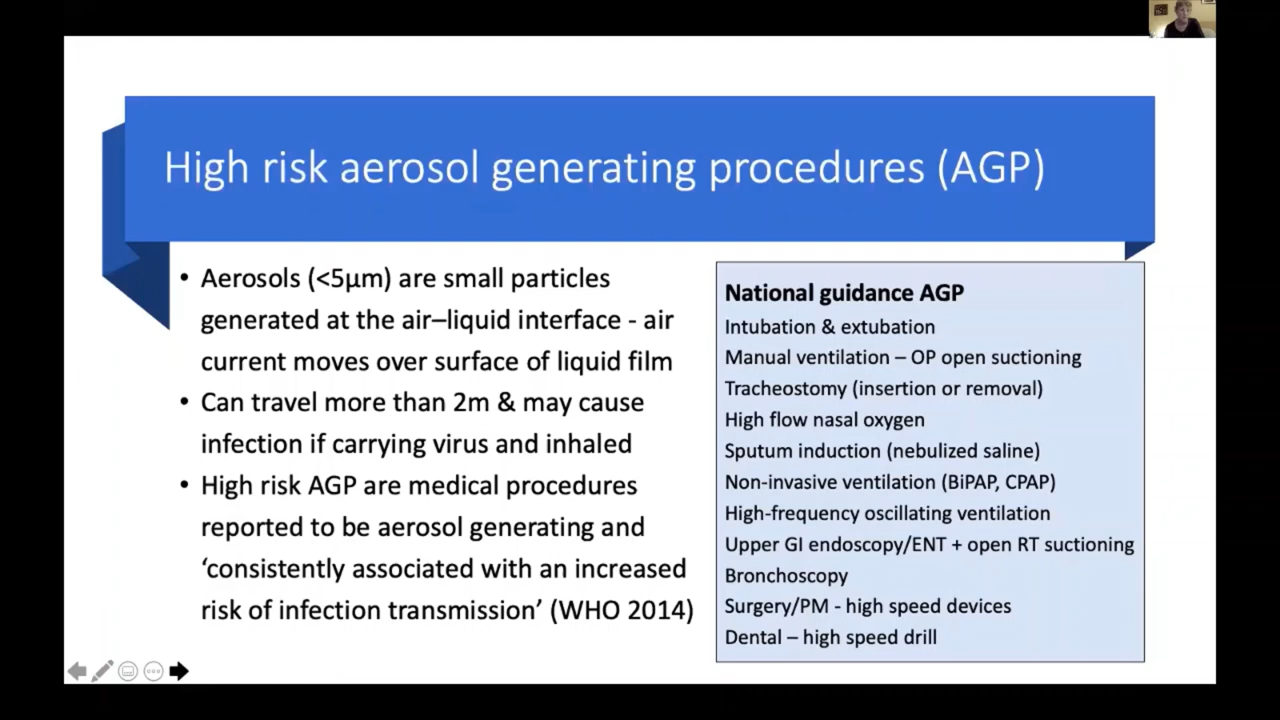 High risk aerosol generating procedures (AGP)
• Aerosols (<5µm) are small particles
generated at the air–liquid interface - air
current moves over surface of liquid film
• Can travel more than 2m & may cause
infection if carrying virus and inhaled
• High risk AGP are medical procedures
reported to be aerosol generating and
‘consistently associated with an increased
risk of infection transmission’ (WHO 2014)
National guidance AGP
Intubation & extubation
Manual ventilation – OP open suctioning
Tracheostomy (insertion or removal)
High flow nasal oxygen
Sputum induction (nebulized saline)
Non-invasive ventilation (BiPAP, CPAP)
High-frequency oscillating ventilation
Upper GI endoscopy/ENT + open RT suctioning
Bronchoscopy
Surgery/PM - high speed devices
Dental – high speed drill